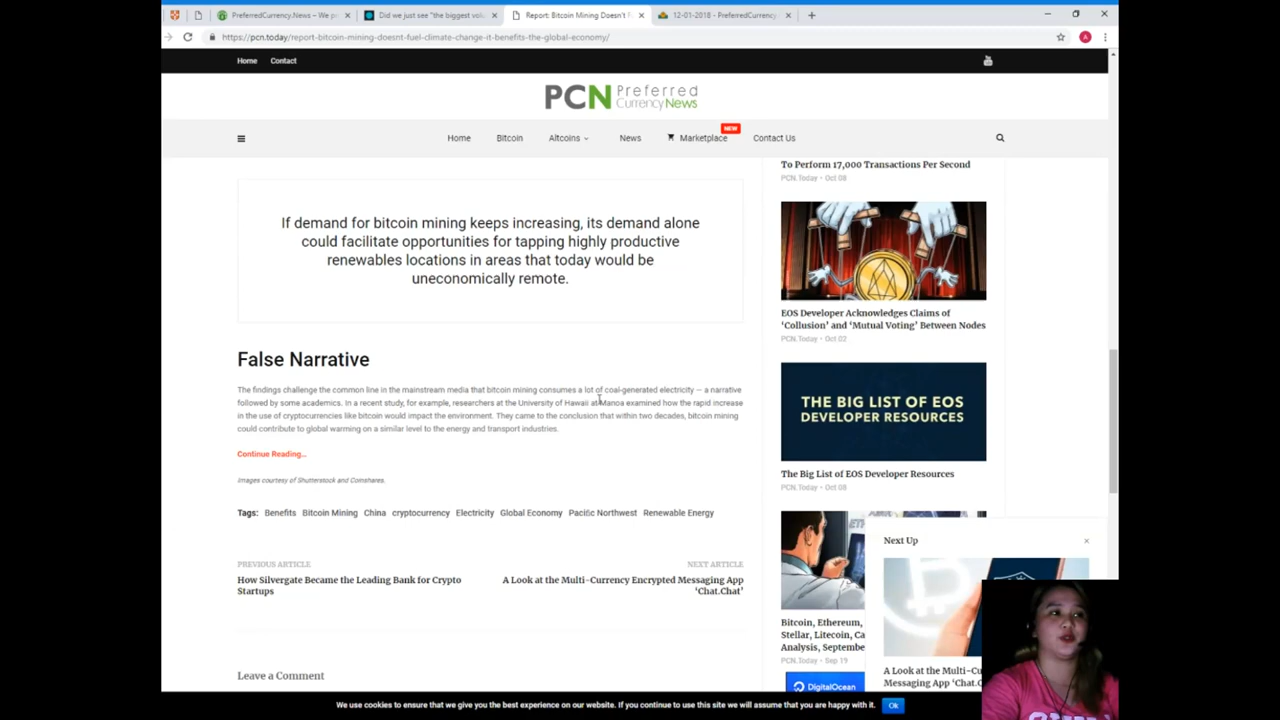 PreferredCurrency.News – We p
Did we just see "the biggest volu
Report: Bitcoin Mining Doesn't F
12-01-2018 - PreferredCurrency
https://pcn.today/report-bitcoin-mining-doesnt-fuel-climate-change-it-benefits-the-global-economy/
Home Contact
PCN Preferred
CurrencyNews
NEW
Home Bitcoin Altcoins News Marketplace Contact Us
If demand for bitcoin mining keeps increasing, its demand alone
could facilitate opportunities for tapping highly productive
renewables locations in areas that today would be
uneconomically remote.
False Narrative
The findings challenge the common line in the mainstream media that bitcoin mining consumes a lot of coal-generated electricity — a narrative
followed by some academics. In a recent study, for example, researchers at the University of Hawaii at Manoa examined how the rapid increase
in the use of cryptocurrencies like bitcoin would impact the environment. They came to the conclusion that within two decades, bitcoin mining
could contribute to global warming on a similar level to the energy and transport industries.
Continue Reading...
Images courtesy of Shutterstock and Coinshares.
Tags: Benefits Bitcoin Mining China cryptocurrency Electricity Global Economy Pacific Northwest Renewable Energy
PREVIOUS ARTICLE
How Silvergate Became the Leading Bank for Crypto
Startups
NEXT ARTICLE
A Look at the Multi-Currency Encrypted Messaging App
'Chat.Chat'
Leave a Comment
To Perform 17,000 Transactions Per Second
PCN.Today - Oct 08
EOS Developer Acknowledges Claims of
'Collusion' and 'Mutual Voting' Between Nodes
PCN.Today - Oct 02
THE BIG LIST OF EOS
DEVELOPER RESOURCES
The Big List of EOS Developer Resources
PCN.Today - Oct 08
Bitcoin, Ethereum,
Stellar, Litecoin, Ca
Analysis, Septembe
PCN.Today - Sep 19
DigitalOcean
Next Up
A Look at the Multi-Cu
Messaging App 'Chat.C
We use cookies to ensure that we give you the best experience on our website. If you continue to use this site we will assume that you are happy with it. Ok